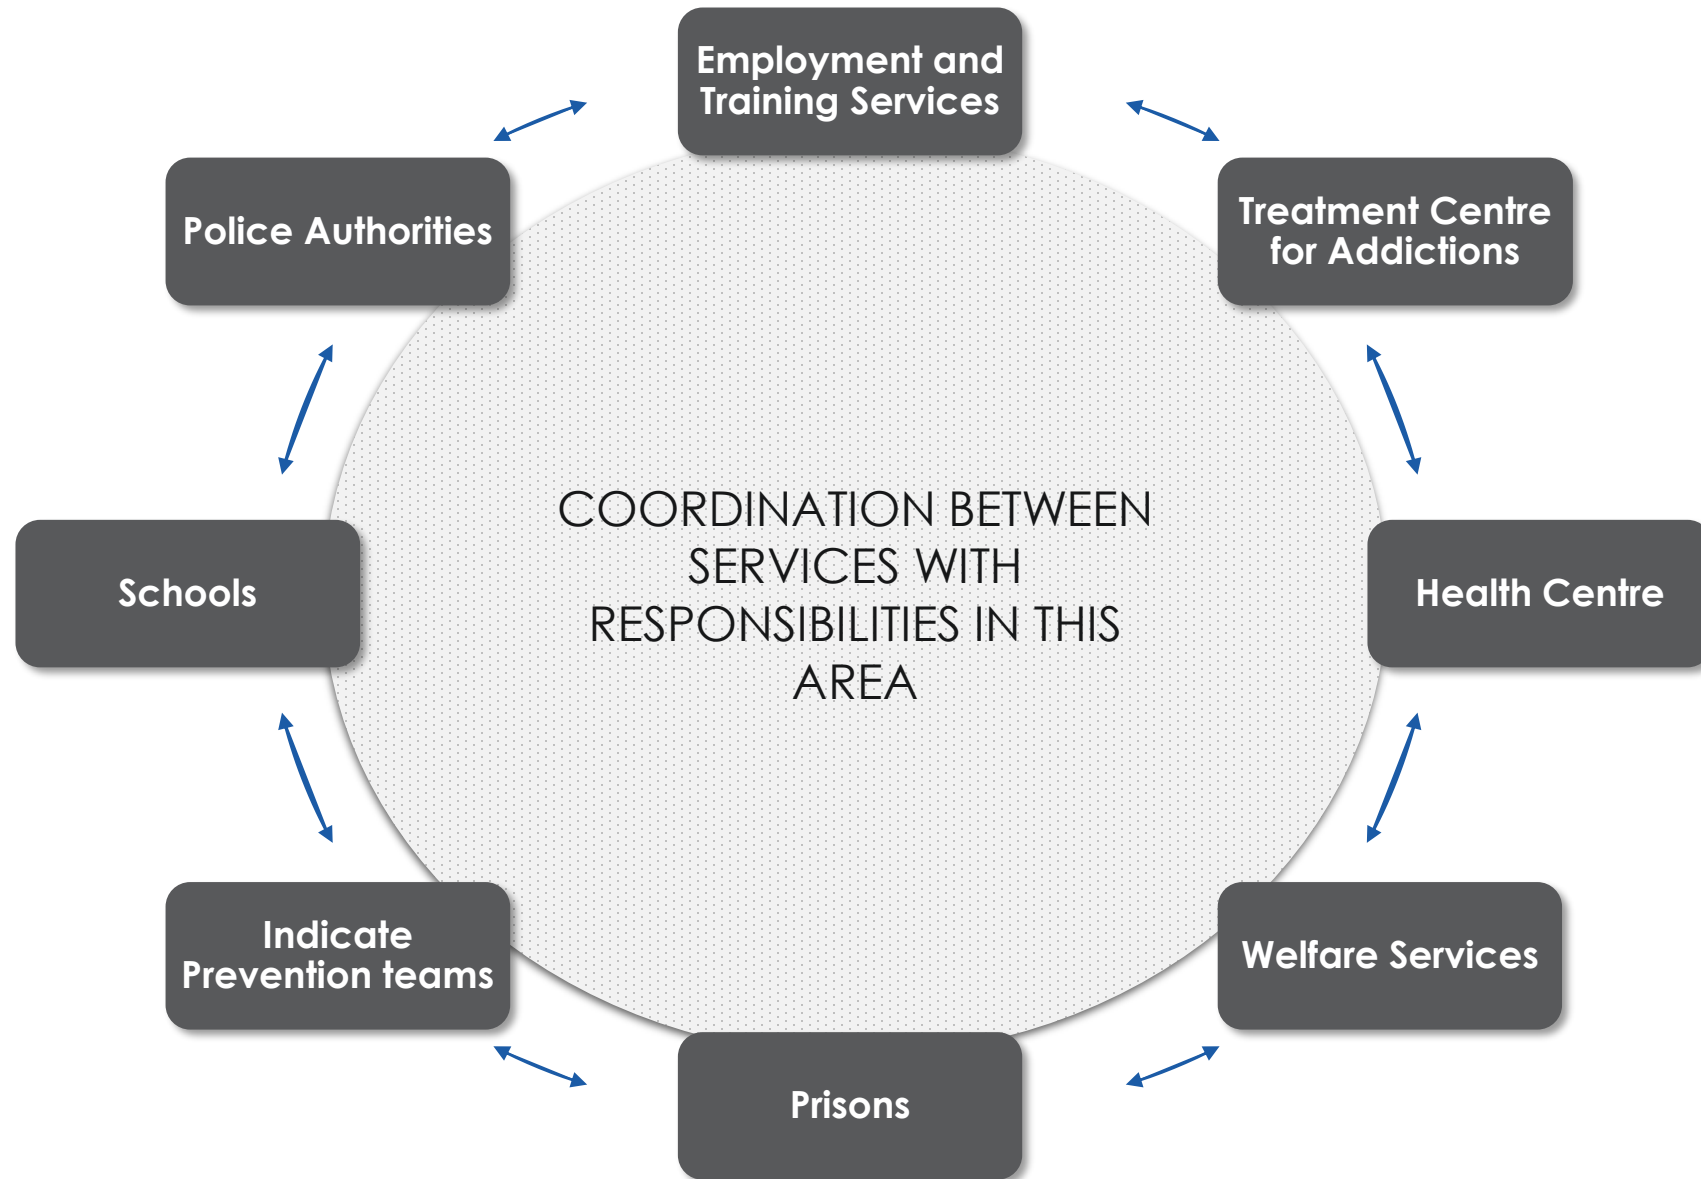 Employment and
Training Services
Police Authorities
Treatment Centre
for Addictions
COORDINATION BETWEEN
SERVICES WITH
RESPONSIBILITIES IN THIS
AREA
Schools
Health Centre
Indicate
Prevention teams
Welfare Services
Prisons